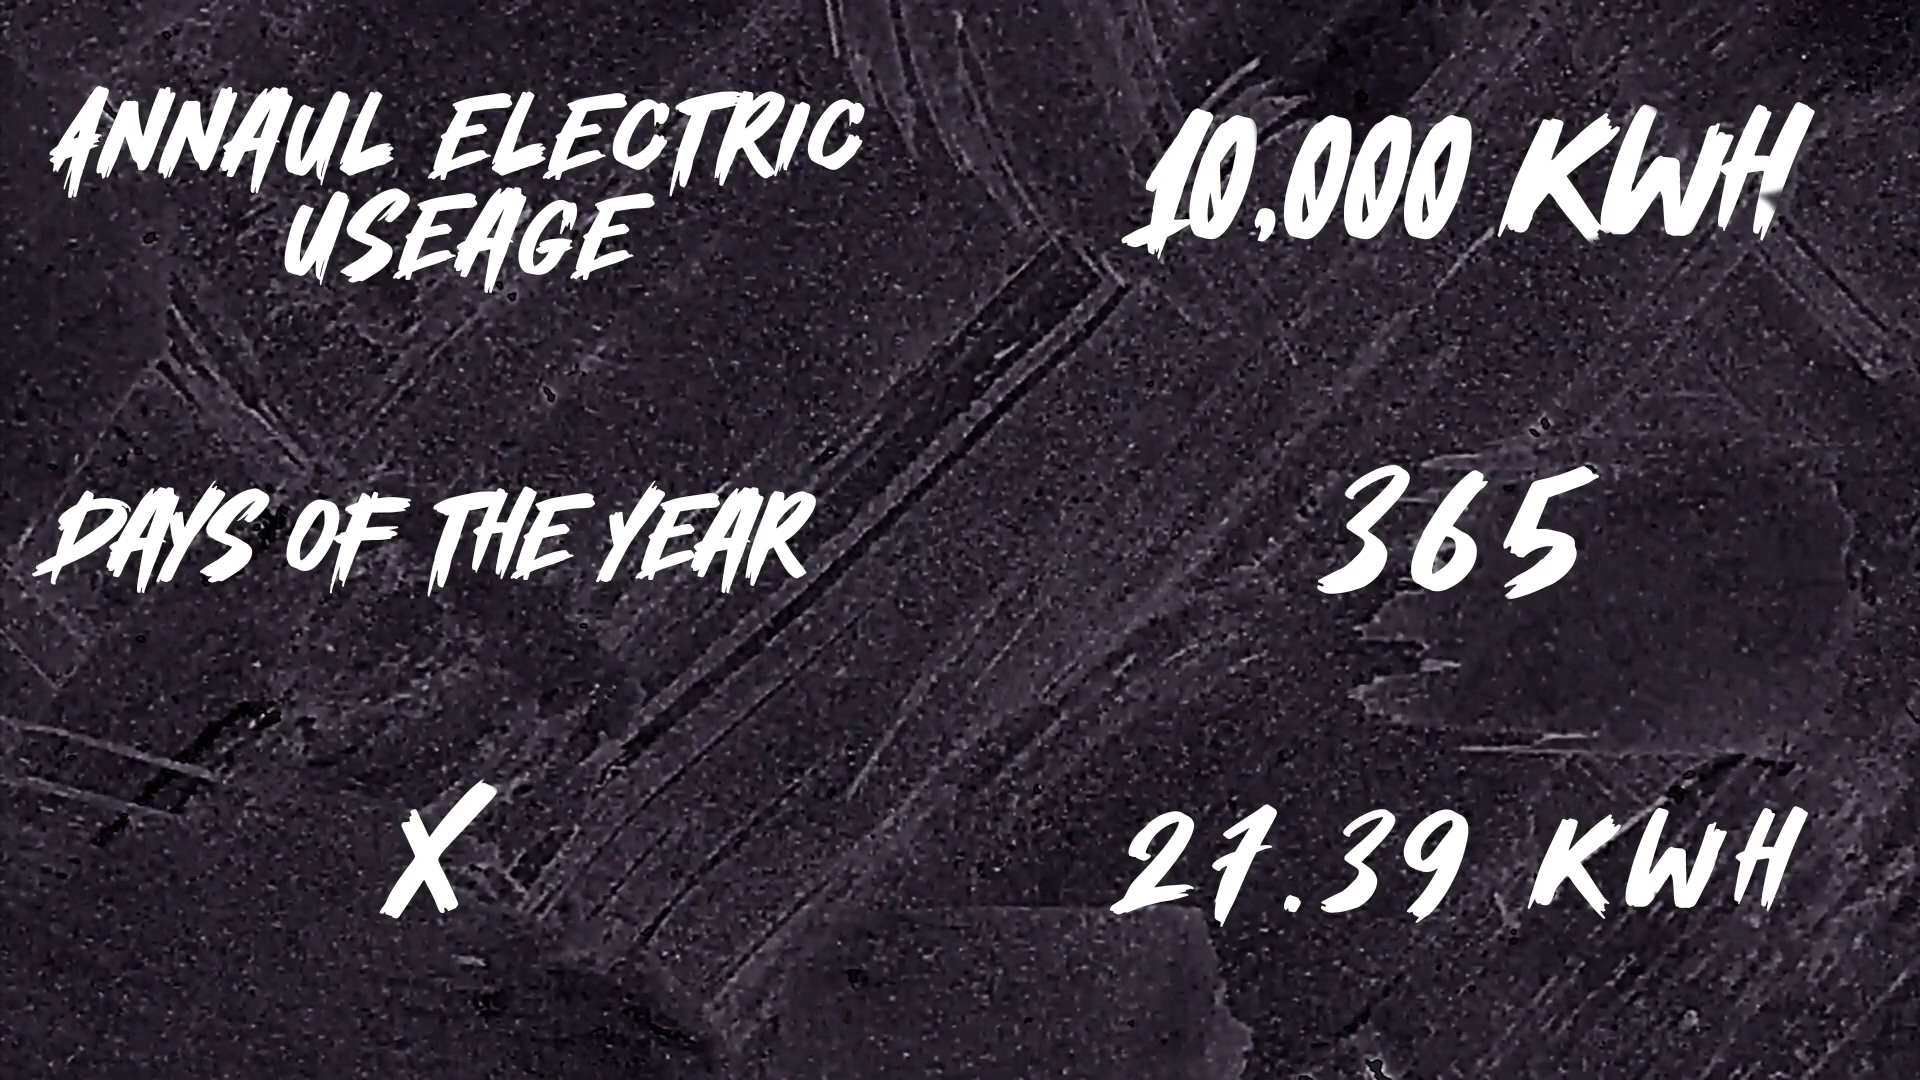 ANNAUL ELECTRIC
USEAGE
10,000 KWH
DAYS OF THE YEAR
365
X
27.39 KWH